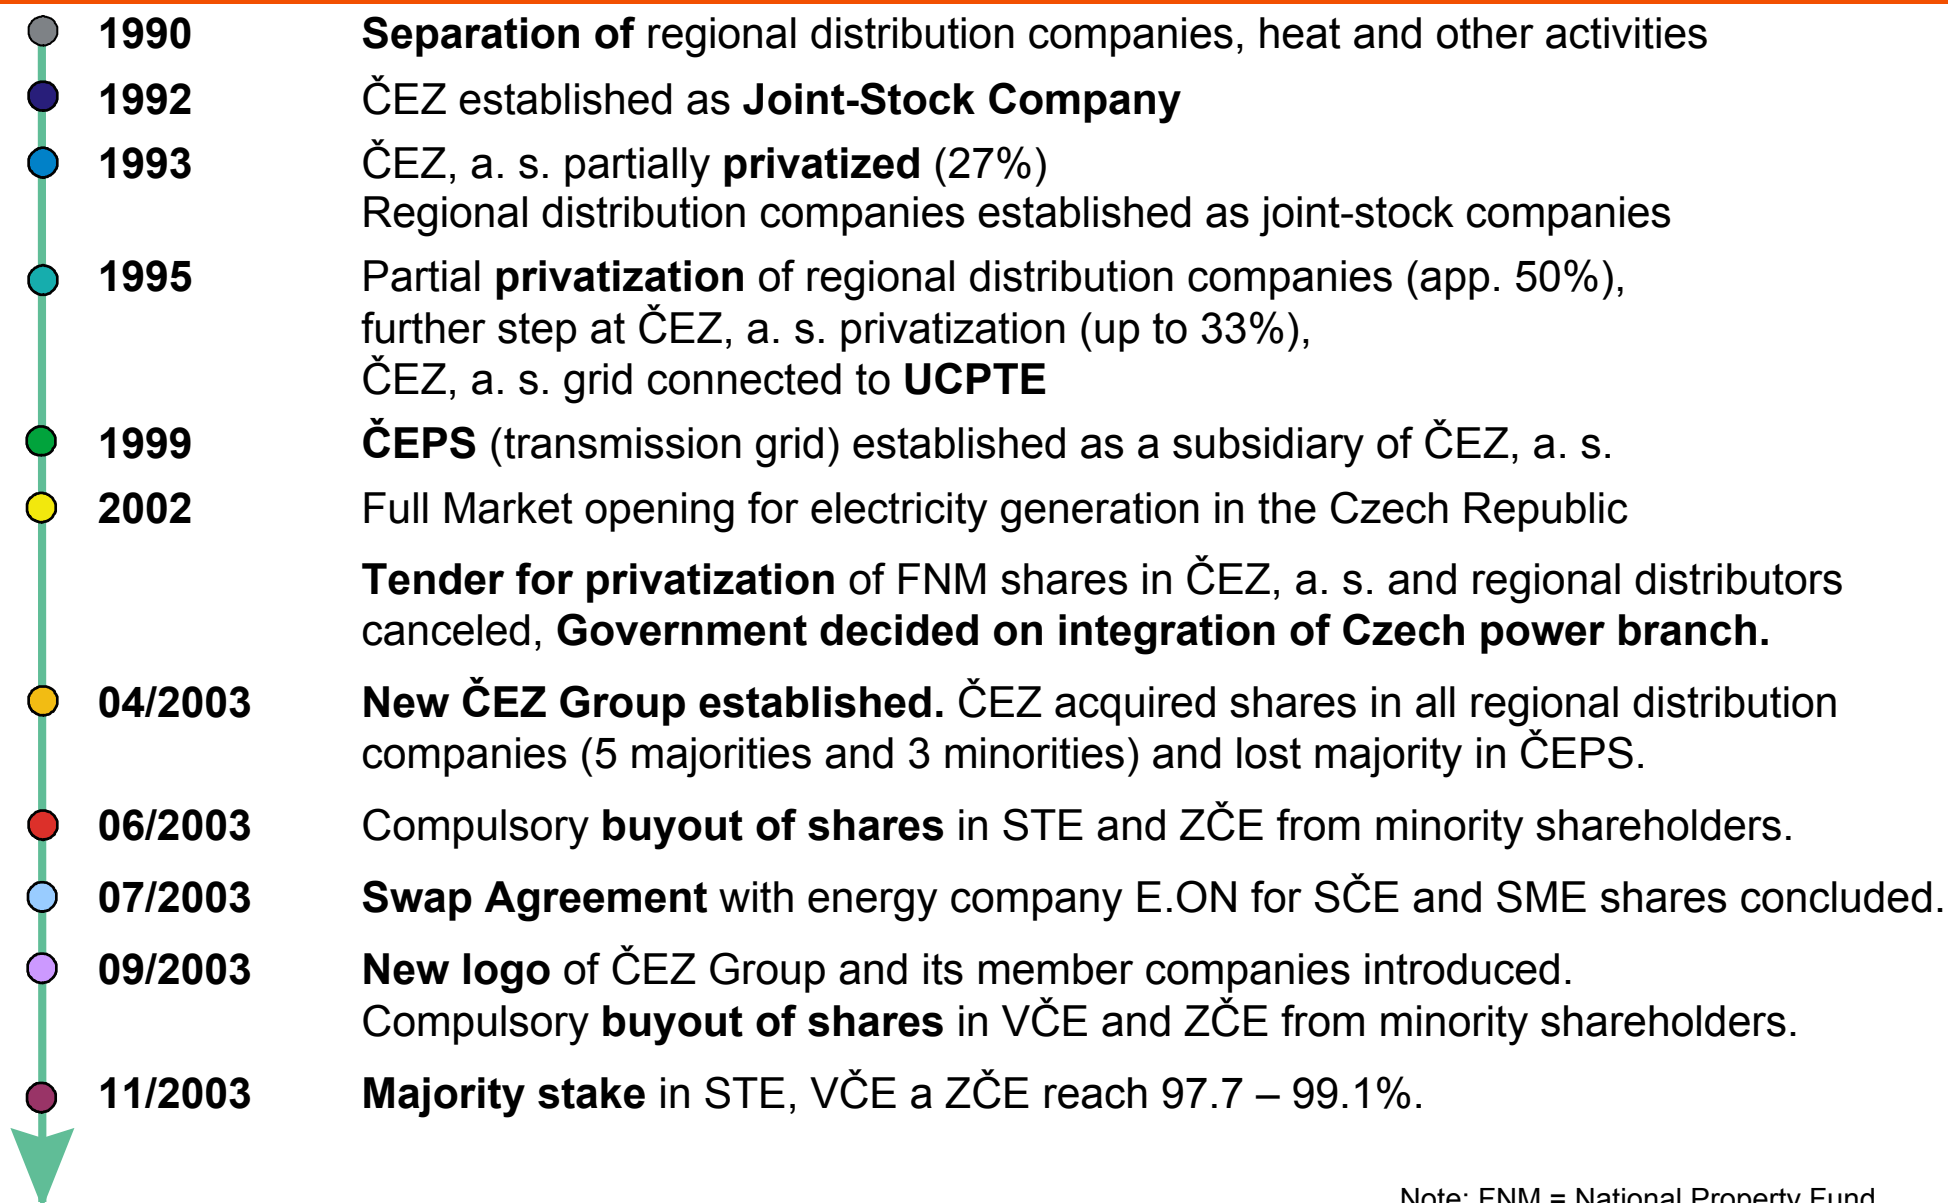 1990 Separation of regional distribution companies, heat and other activities
1992 ČEZ established as Joint-Stock Company
1993 ČEZ, a. s. partially privatized (27%)
Regional distribution companies established as joint-stock companies
1995 Partial privatization of regional distribution companies (app. 50%),
further step at ČEZ, a. s. privatization (up to 33%),
ČEZ, a. s. grid connected to UCPTE
1999 ČEPS (transmission grid) established as a subsidiary of ČEZ, a. s.
2002 Full Market opening for electricity generation in the Czech Republic
Tender for privatization of FNM shares in ČEZ, a. s. and regional distributors
canceled, Government decided on integration of Czech power branch.
04/2003 New ČEZ Group established. ČEZ acquired shares in all regional distribution
companies (5 majorities and 3 minorities) and lost majority in ČEPS.
06/2003 Compulsory buyout of shares in STE and ZČE from minority shareholders.
07/2003 Swap Agreement with energy company E.ON for SČE and SME shares concluded.
09/2003 New logo of ČEZ Group and its member companies introduced.
Compulsory buyout of shares in VČE and ZČE from minority shareholders.
11/2003 Majority stake in STE, VČE a ZČE reach 97.7 – 99.1%.
Note: FNM = National Property Fund